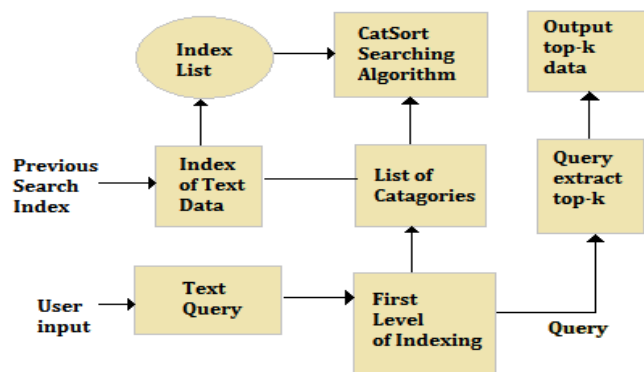 Index
List
CatSort
Searching
Algorithm
Output
top-k
data
Previous
Search
Index
Index
of Text
Data
List of
Catagories
Query
extract
top-k
User
input
Text
Query
First
Level
of Indexing
Query